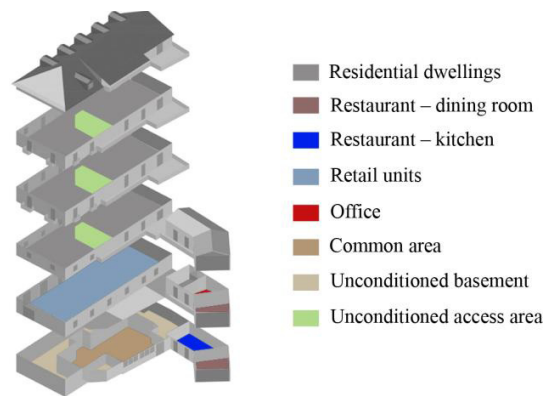 Residential dwellings
Restaurant – dining room
Restaurant – kitchen
Retail units
Office
Common area
Unconditioned basement
Unconditioned access area